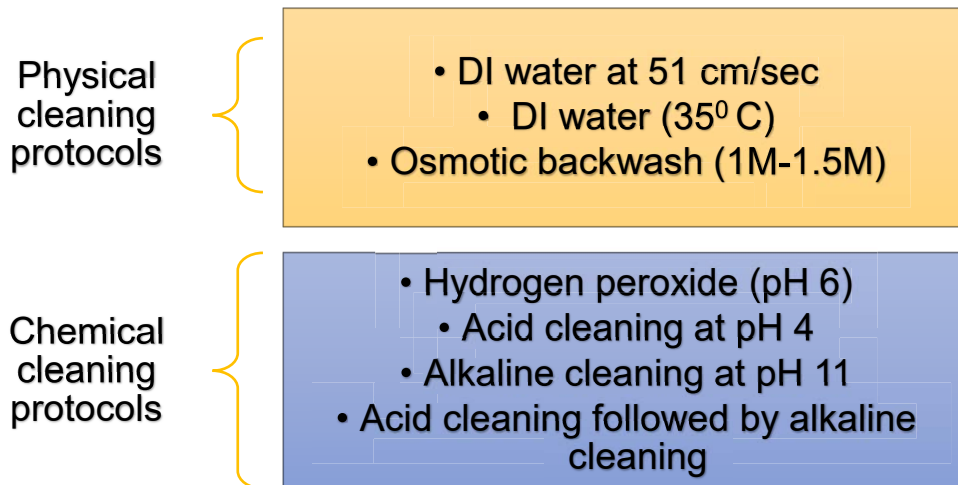 Physical
cleaning
protocols
• DI water at 51 cm/sec
• DI water (35⁰ C)
• Osmotic backwash (1M-1.5M)
Chemical
cleaning
protocols
• Hydrogen peroxide (pH 6)
• Acid cleaning at pH 4
• Alkaline cleaning at pH 11
• Acid cleaning followed by alkaline
cleaning